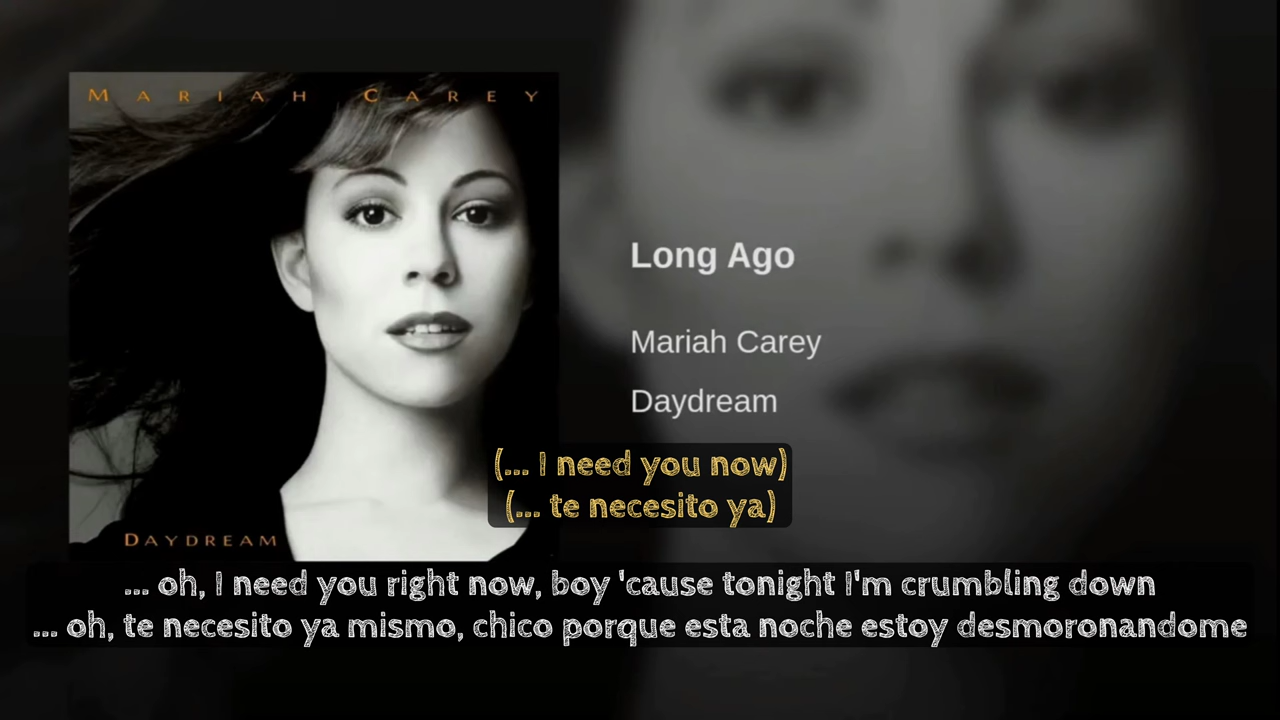 MARIAH CAREY
DAYDREAM
Long Ago
Mariah Carey
Daydream
(... I need you now)
(... te necesito ya)
... oh, I need you right now, boy 'cause tonight I'm crumbling down
... oh, te necesito ya mismo, chico porque esta noche estoy desmoronandome